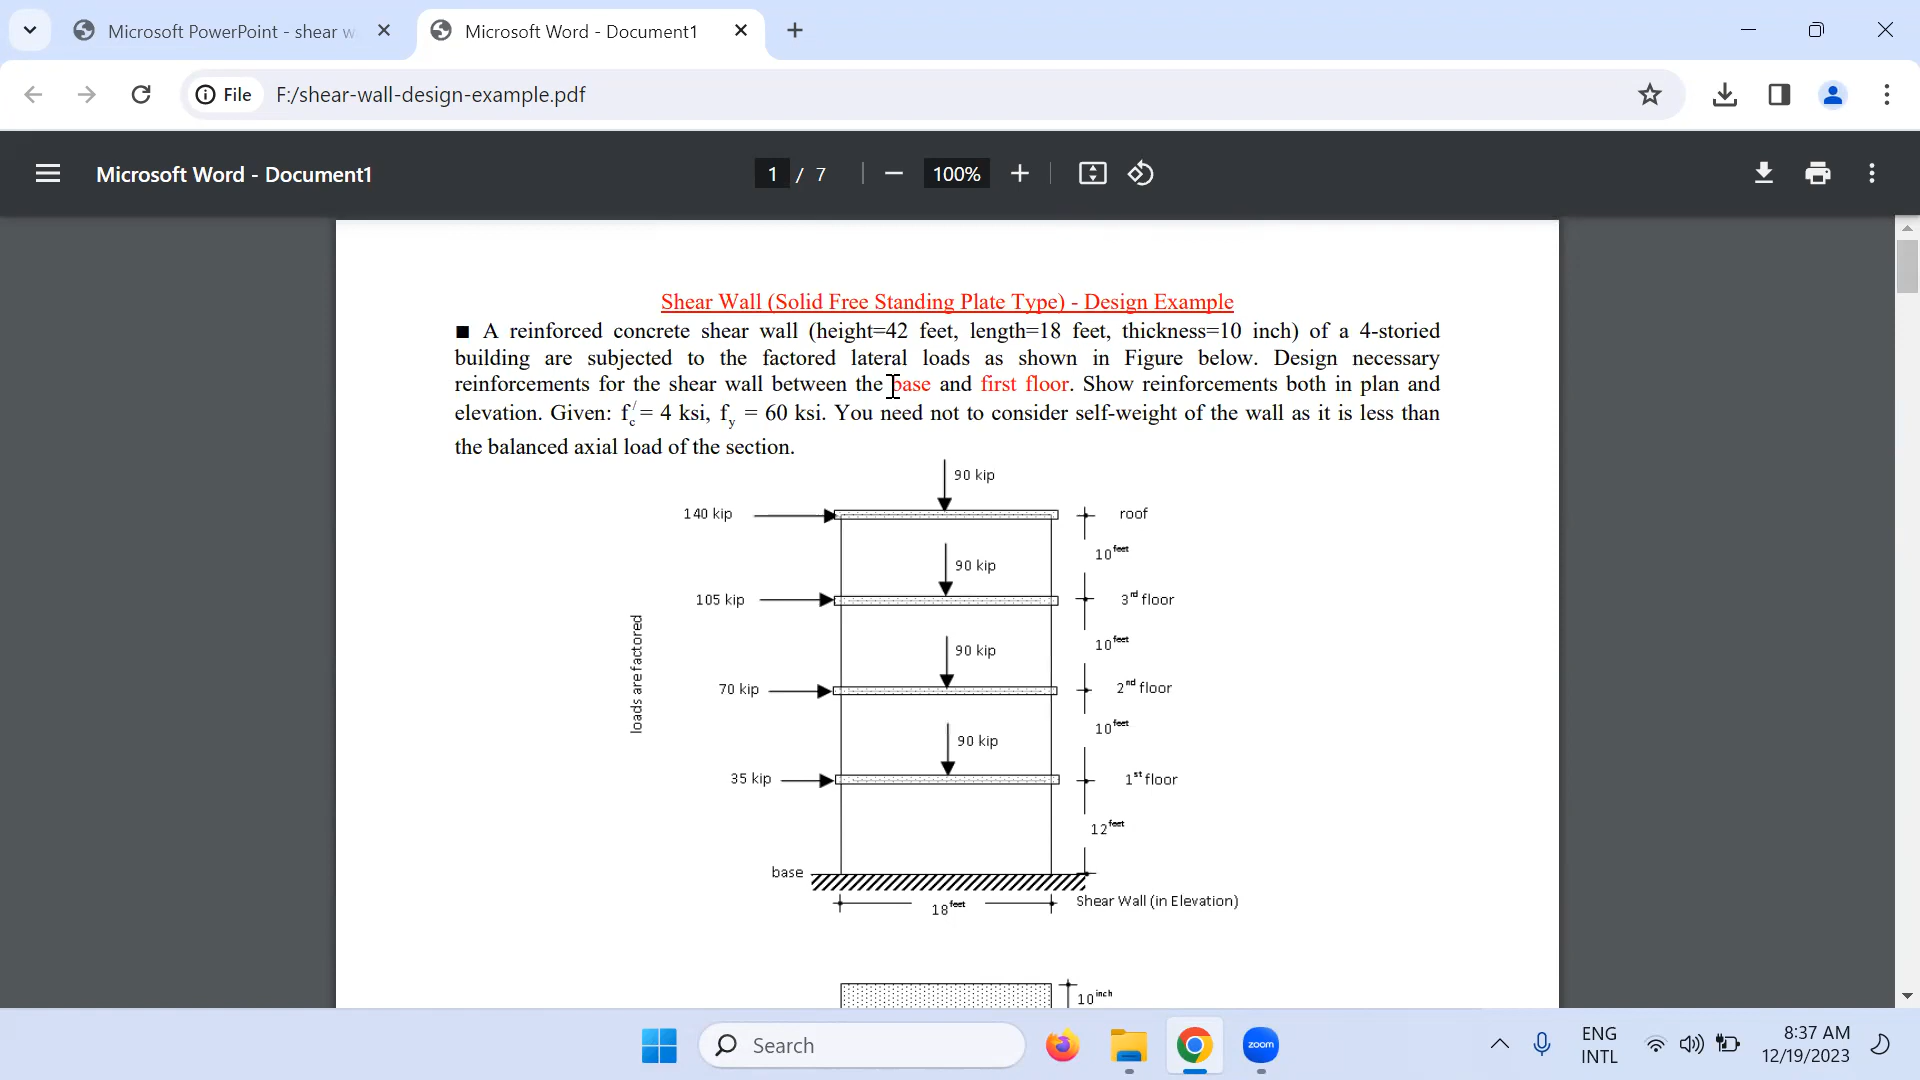 Microsoft PowerPoint - shear w
Microsoft Word - Document1
File
F:/shear-wall-design-example.pdf
Microsoft Word - Document1
1 / 7
100%
Shear Wall (Solid Free Standing Plate Type) - Design Example
■ A reinforced concrete shear wall (height=42 feet, length=18 feet, thickness=10 inch) of a 4-storied
building are subjected to the factored lateral loads as shown in Figure below. Design necessary
reinforcements for the shear wall between the base and first floor. Show reinforcements both in plan and
elevation. Given: f′c = 4 ksi, fy = 60 ksi. You need not to consider self-weight of the wall as it is less than
the balanced axial load of the section.
90 kip
140 kip
roof
10 feet
90 kip
105 kip
3rd floor
loads are factored
10 feet
90 kip
70 kip
2nd floor
10 feet
90 kip
35 kip
1st floor
12 feet
base
18 feet
Shear Wall (in Elevation)
10 inch
Search
zoom
ENG
INTL
8:37 AM
12/19/2023